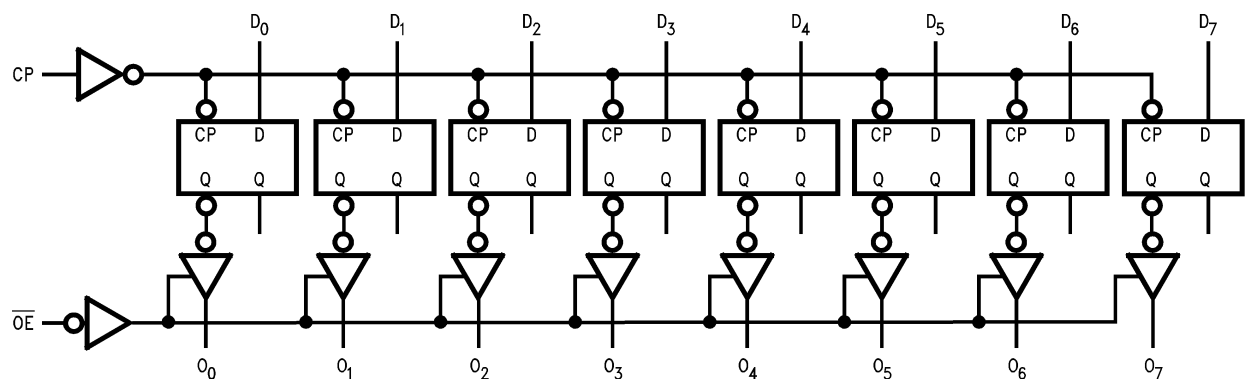 D₀ D₁ D₂ D₃ D₄ D₅ D₆ D₇
CP
CP D CP D CP D CP D CP D CP D CP D CP D
Q Q Q Q Q Q Q Q Q Q Q Q Q Q Q Q
O̅E̅
O₀ O₁ O₂ O₃ O₄ O₅ O₆ O₇